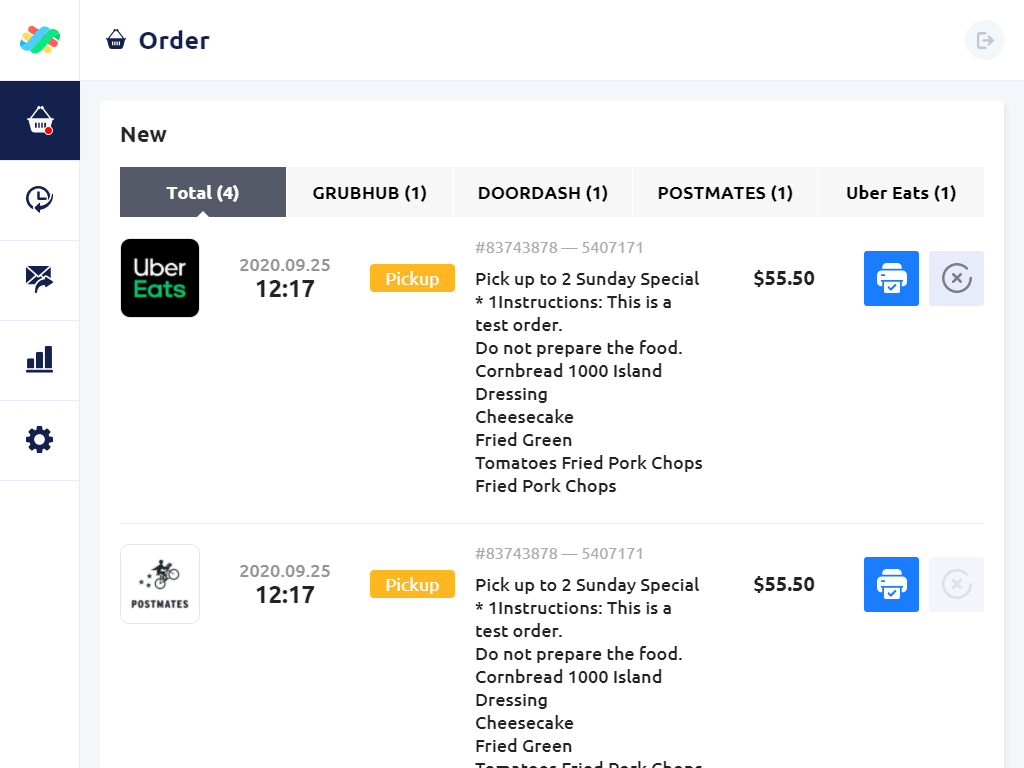 Order
New
Total (4)
GRUBHUB (1)
DOORDASH (1)
POSTMATES (1)
Uber Eats (1)
Uber
Eats
2020.09.25
12:17
Pickup
#83743878 — 5407171
Pick up to 2 Sunday Special
* 1Instructions: This is a
test order.
Do not prepare the food.
Cornbread 1000 Island
Dressing
Cheesecake
Fried Green
Tomatoes Fried Pork Chops
Fried Pork Chops
$55.50
POSTMATES
2020.09.25
12:17
Pickup
#83743878 — 5407171
Pick up to 2 Sunday Special
* 1Instructions: This is a
test order.
Do not prepare the food.
Cornbread 1000 Island
Dressing
Cheesecake
Fried Green
Tomatoes Fried Pork Chops
$55.50